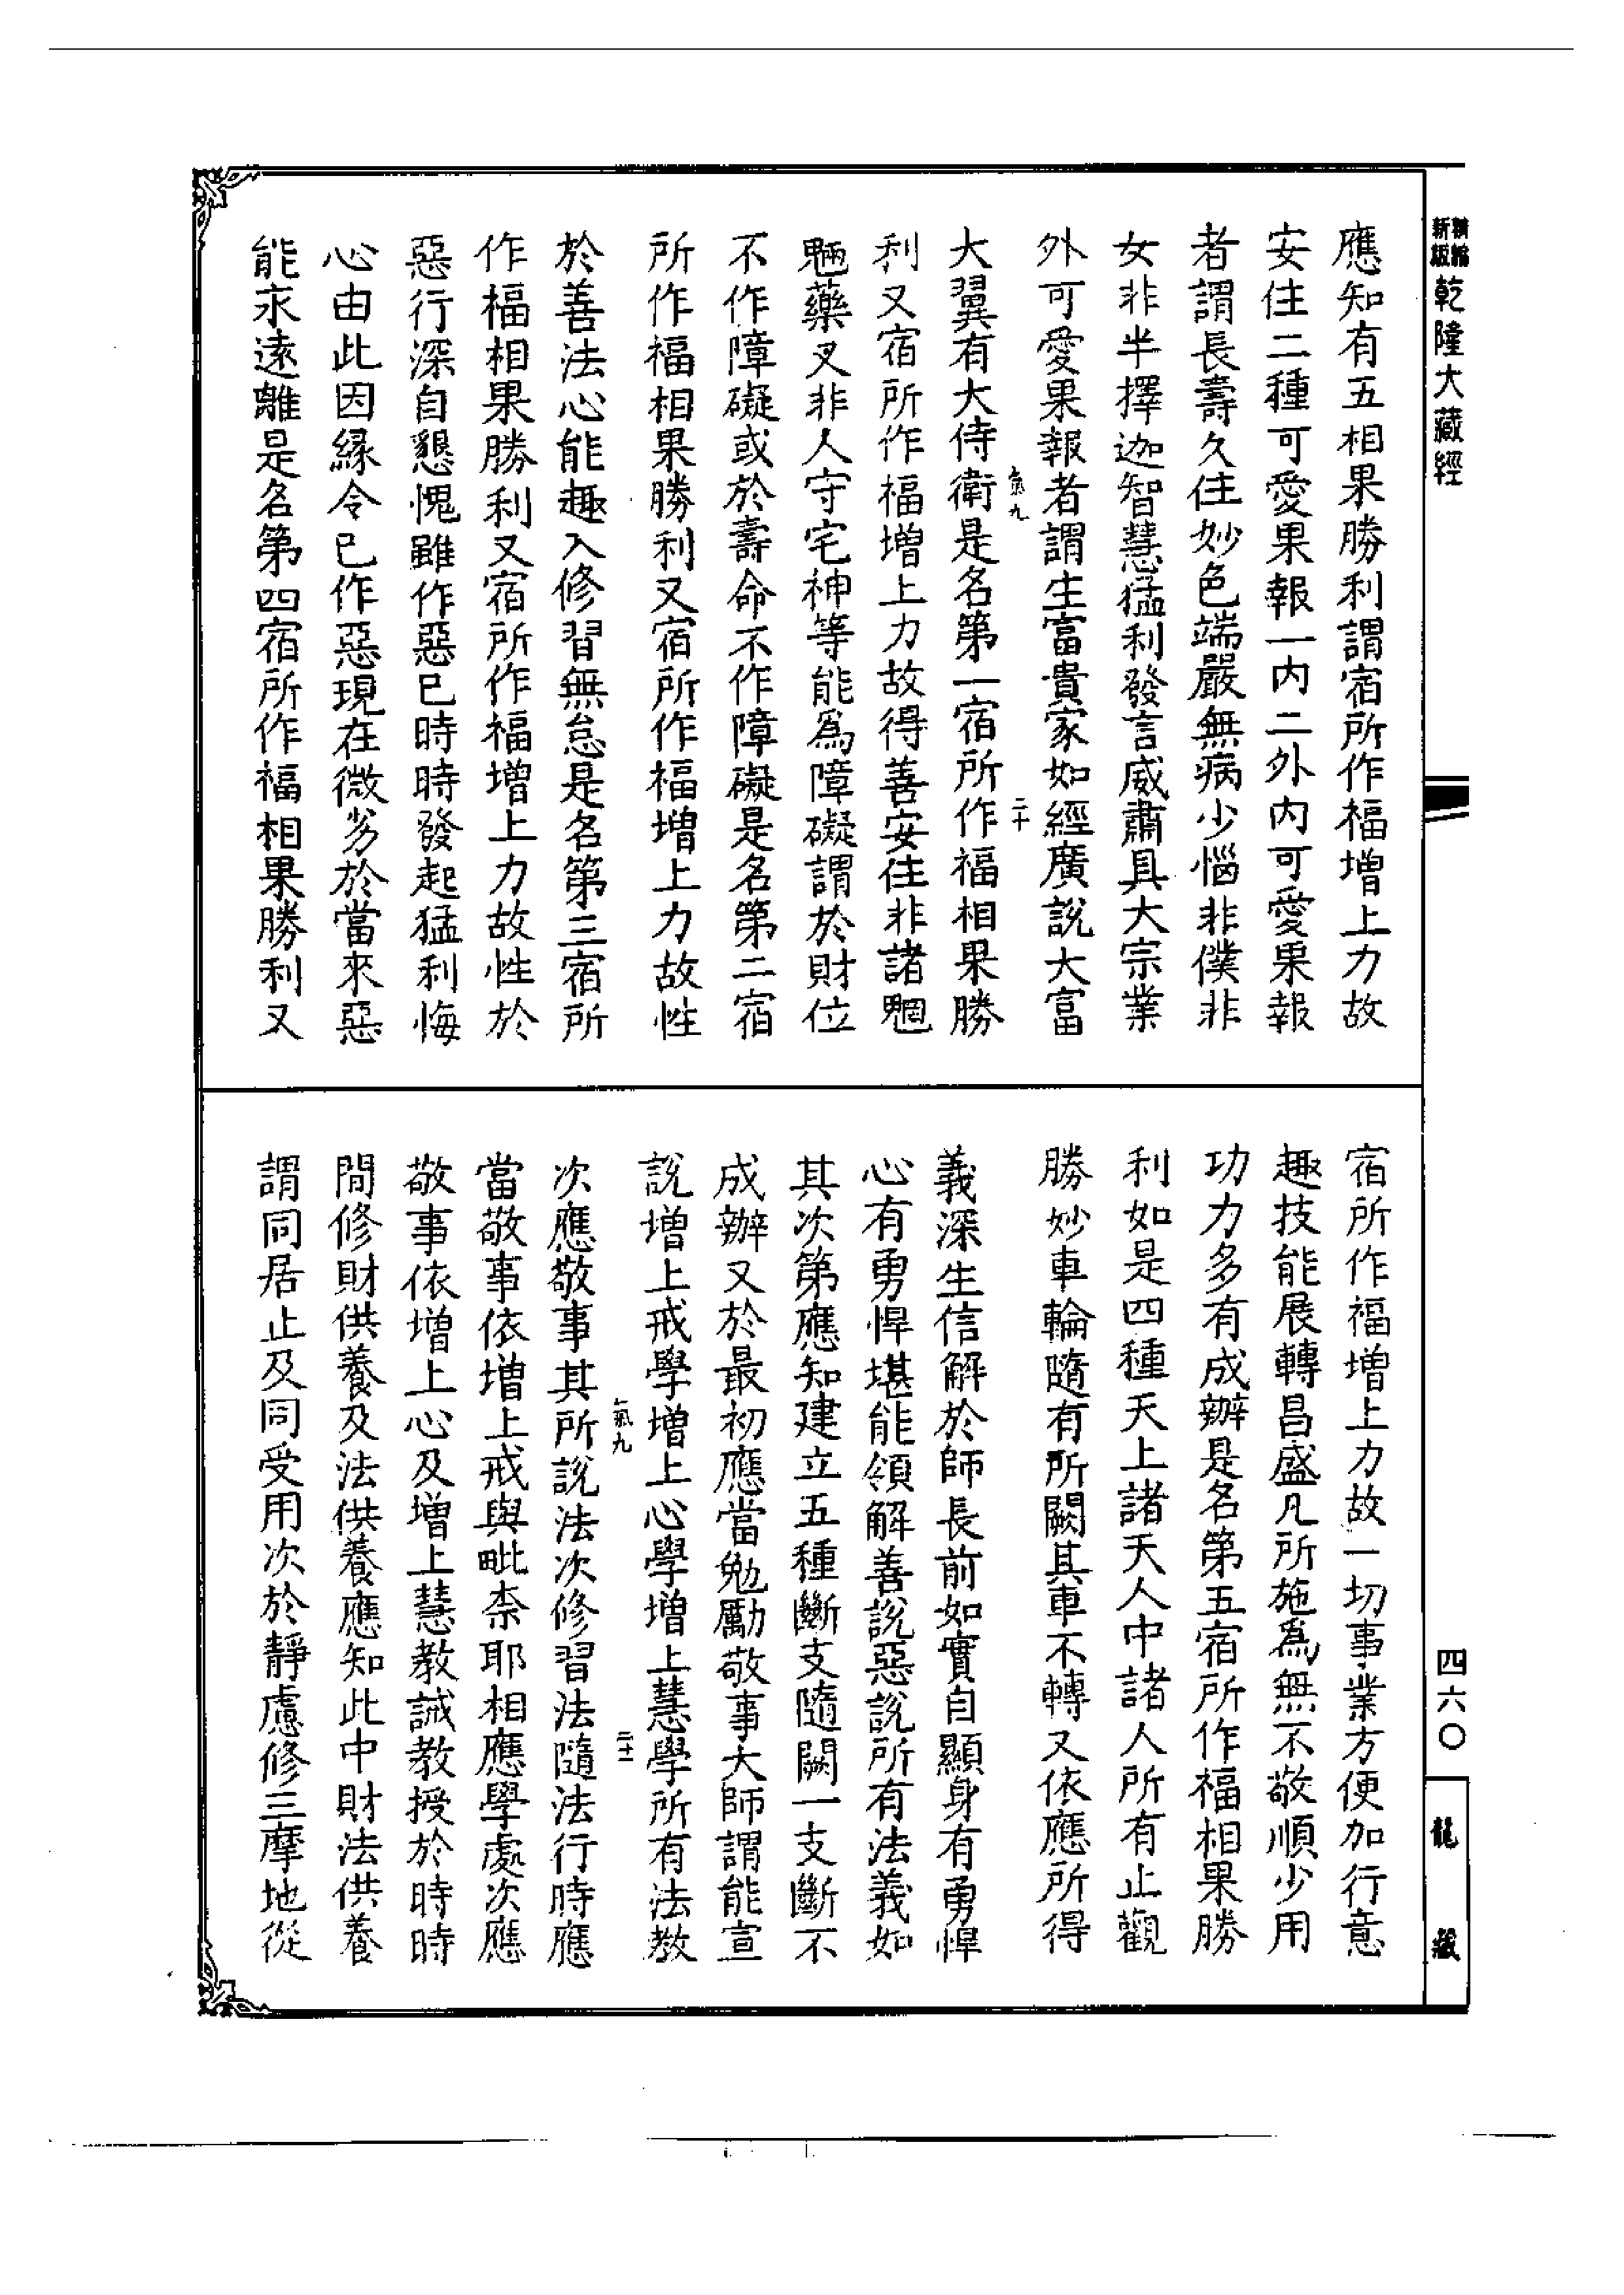 新編
新版
乾隆大藏經
四六〇
龍藏
應知有五相果勝利謂宿所作福增上力故
安住二種可愛果報一内二外内可愛果報
者謂長壽久住妙色端嚴無病少惱非僕非
女非半擇迦智慧猛利發言威肅具大宗業
外可愛果報者謂生富貴家如經廣說大富
氣九
二十
大翼有大侍衛是名第一宿所作福相果勝
利又宿所作福增上力故得善安住非諸魍
魎藥叉非人守宅神等能爲障礙謂於財位
不作障礙或於壽命不作障礙是名第二宿
所作福相果勝利又宿所作福增上力故性
於善法心能趣入修習無怠是名第三宿所
作福相果勝利又宿所作福增上力故性於
惡行深自懇愧雖作惡已時時發起猛利悔
心由此因緣令已作惡現在微劣於當來惡
能永遠離是名第四宿所作福相果勝利又
宿所作福增上力故一切事業方便加行意
趣技能展轉昌盛凡所施爲無不敬順少用
功力多有成辦是名第五宿所作福相果勝
利如是四種天上諸天人中諸人所有止觀
勝妙車輪隨有所闕其車不轉又依應所得
義深生信解於師長前如實自顯身有勇悍
心有勇悍堪能領解善說惡說所有法義如
其次第應知建立五種斷支隨闕一支斷不
成辦又於最初應當勉勵敬事大師謂能宣
說增上戒學增上心學增上慧學所有法教
氣九
二十一
次應敬事其所說法次修習法隨法行時應
當敬事依增上戒與毗柰耶相應學處次應
敬事依增上心及增上慧教誡教授於時時
間修財供養及法供養應知此中財法供養
謂同居止及同受用次於靜慮修三摩地從